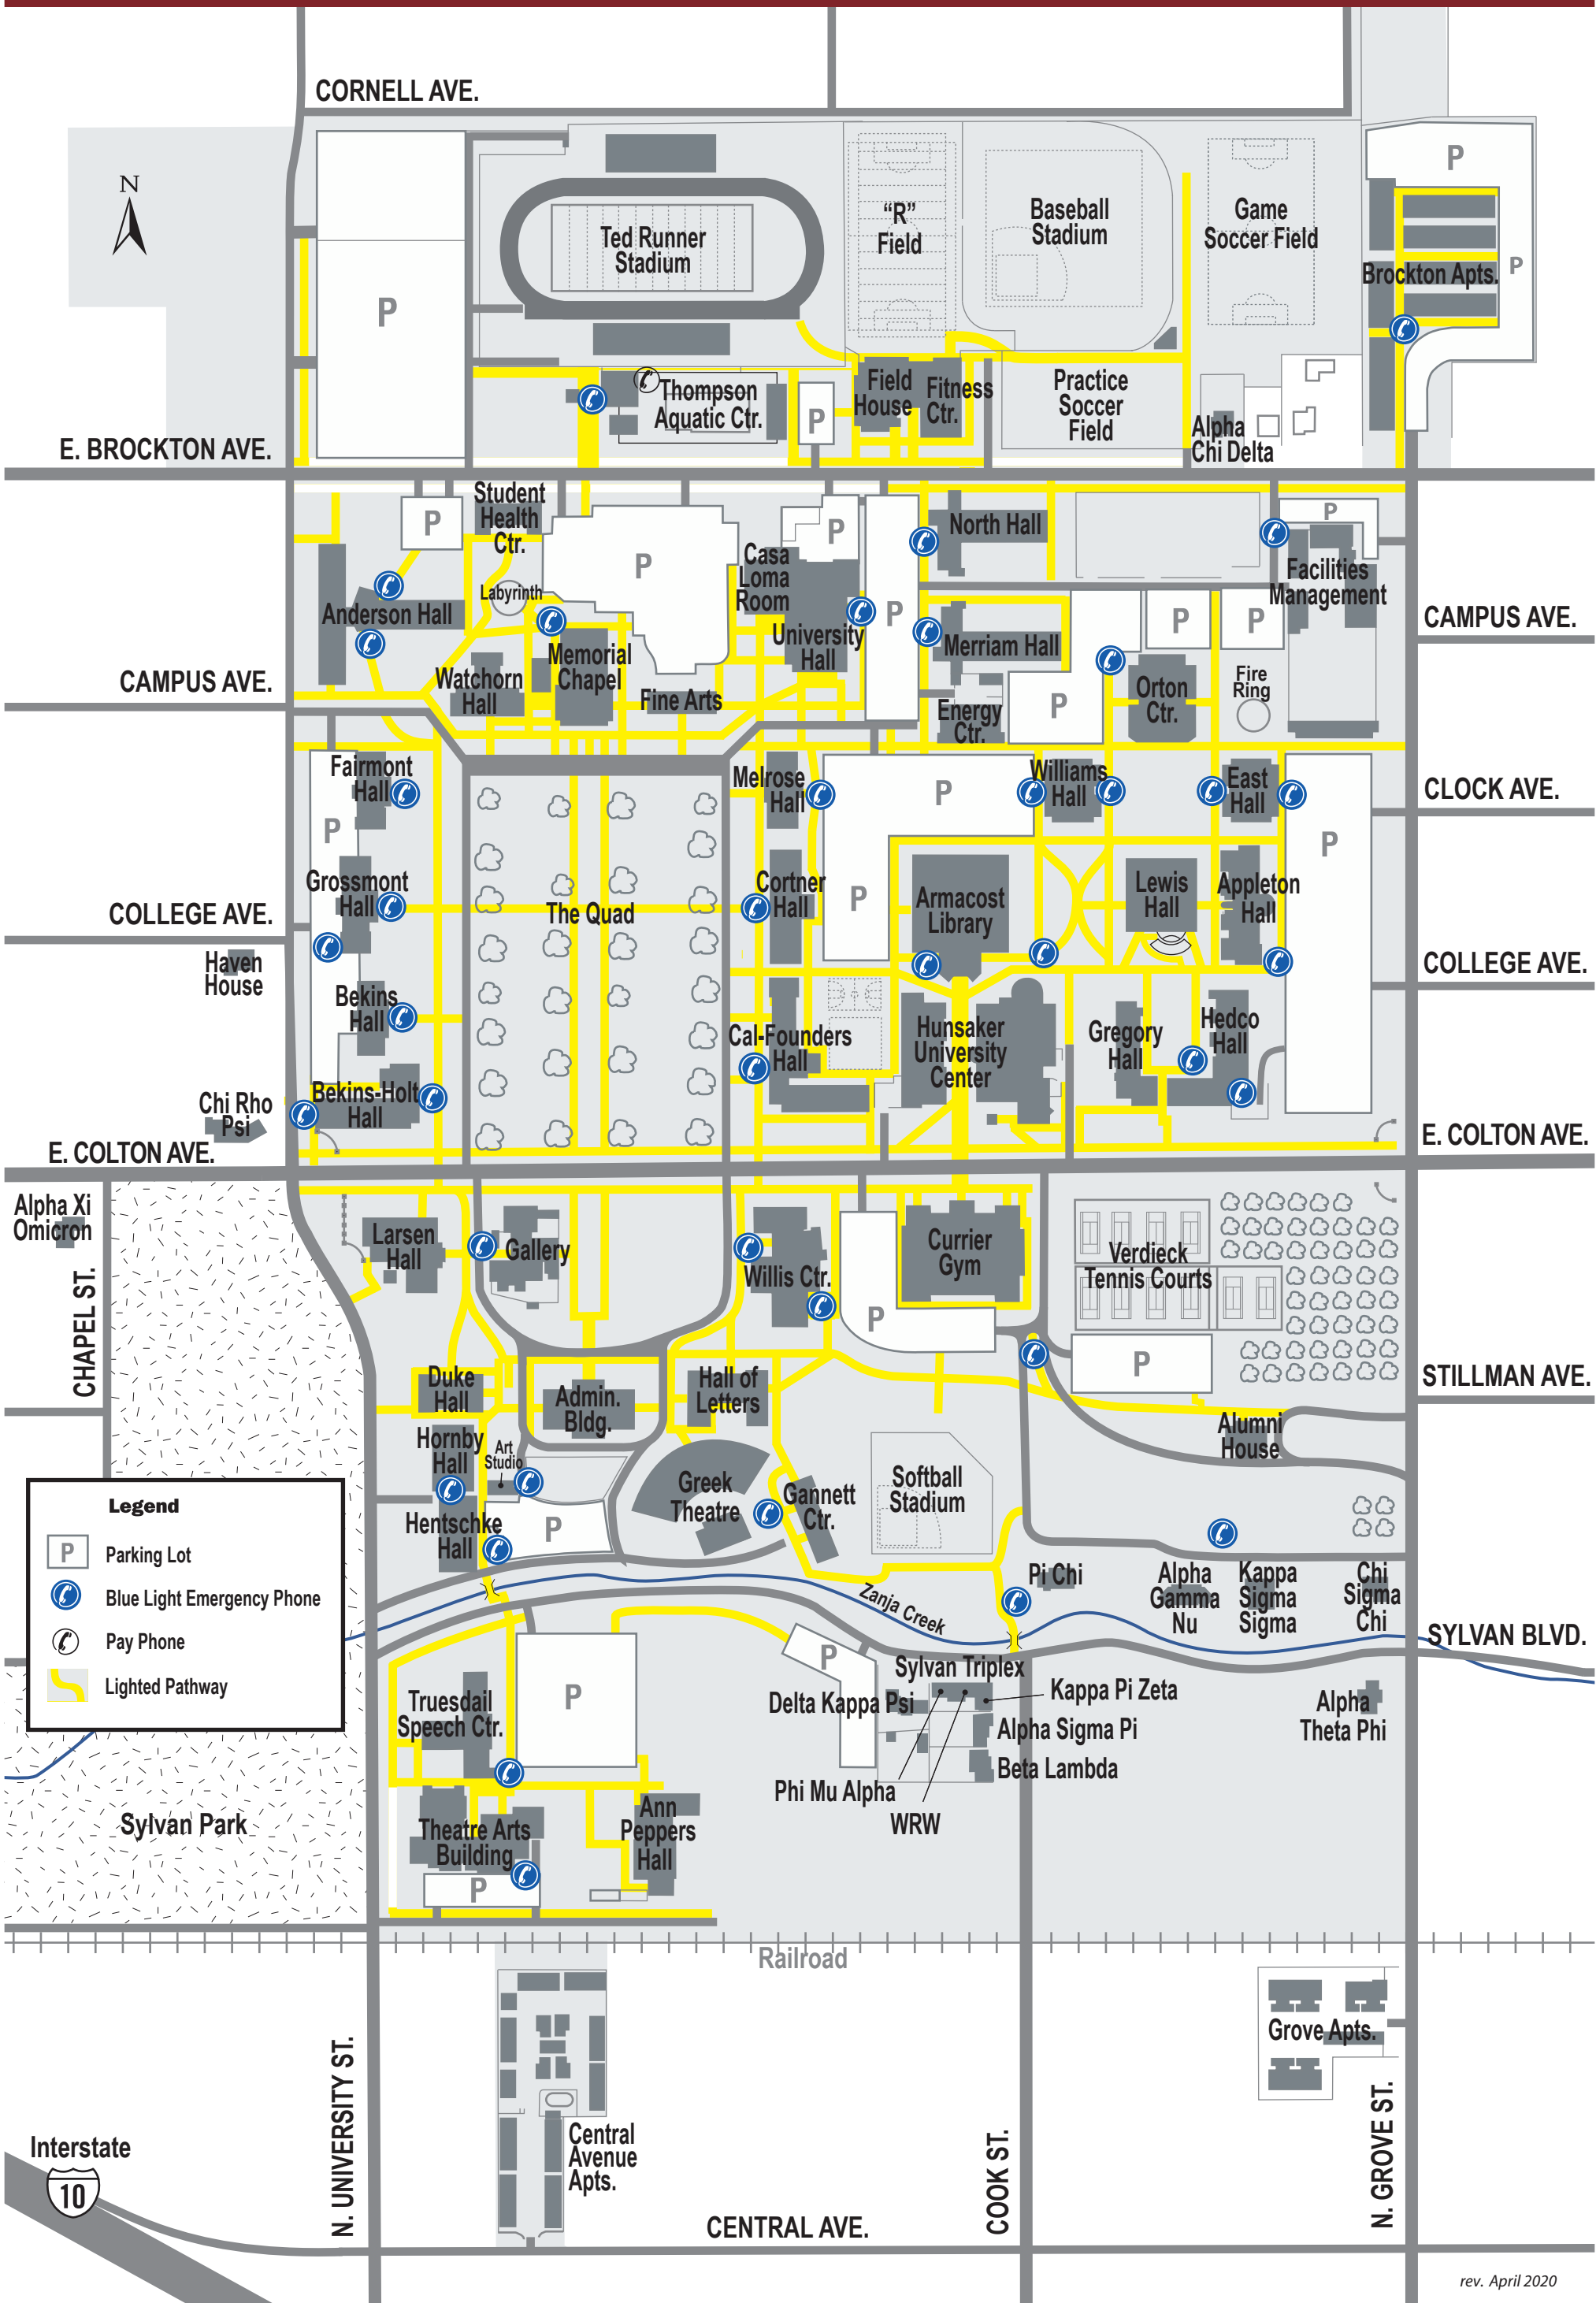 CORNELL AVE.
N
P
Ted Runner
Stadium
“R”
Field
Baseball
Stadium
Game
Soccer Field
P
P
Brockton Apts.
P
Thompson
Aquatic Ctr.
P
Field
House
Fitness
Ctr.
Practice
Soccer
Field
Alpha
Chi Delta
E. BROCKTON AVE.
P
Student
Health
Ctr.
Labyrinth
P
P
Casa
Loma
Room
P
North Hall
P
Facilities
Management
Anderson Hall
University
Hall
Merriam Hall
P
P
CAMPUS AVE.
CAMPUS AVE.
Watchorn
Hall
Memorial
Chapel
Fine Arts
Energy
Ctr.
P
Orton
Ctr.
Fire
Ring
Fairmont
Hall
P
Melrose
Hall
P
Williams
Hall
East
Hall
CLOCK AVE.
P
Grossmont
Hall
COLLEGE AVE.
The Quad
Cortner
Hall
P
Armacost
Library
Lewis
Hall
Appleton
Hall
COLLEGE AVE.
Haven
House
Bekins
Hall
Cal-Founders
Hall
Hunsaker
University
Center
Gregory
Hall
Hedco
Hall
Chi Rho
Psi
Bekins-Holt
Hall
E. COLTON AVE.
E. COLTON AVE.
Alpha Xi
Omicron
CHAPEL ST.
Larsen
Hall
Gallery
Willis Ctr.
Currier
Gym
P
Verdieck
Tennis Courts
P
STILLMAN AVE.
Duke
Hall
Admin.
Bldg.
Hall of
Letters
Alumni
House
Hornby
Hall
Art
Studio
Greek
Theatre
Gannett
Ctr.
Softball
Stadium
Hentschke
Hall
P
Legend
P
Parking Lot
Blue Light Emergency Phone
Pay Phone
Lighted Pathway
Zanja Creek
Pi Chi
Alpha
Gamma
Nu
Kappa
Sigma
Sigma
Chi
Sigma
Chi
SYLVAN BLVD.
P
Sylvan Triplex
Delta Kappa Psi
Kappa Pi Zeta
Alpha Sigma Pi
Beta Lambda
Phi Mu Alpha
WRW
Alpha
Theta Phi
Truesdail
Speech Ctr.
P
Sylvan Park
Theatre Arts
Building
P
Ann
Peppers
Hall
Railroad
Grove Apts.
N. UNIVERSITY ST.
Central
Avenue
Apts.
COOK ST.
N. GROVE ST.
Interstate
10
CENTRAL AVE.
rev. April 2020